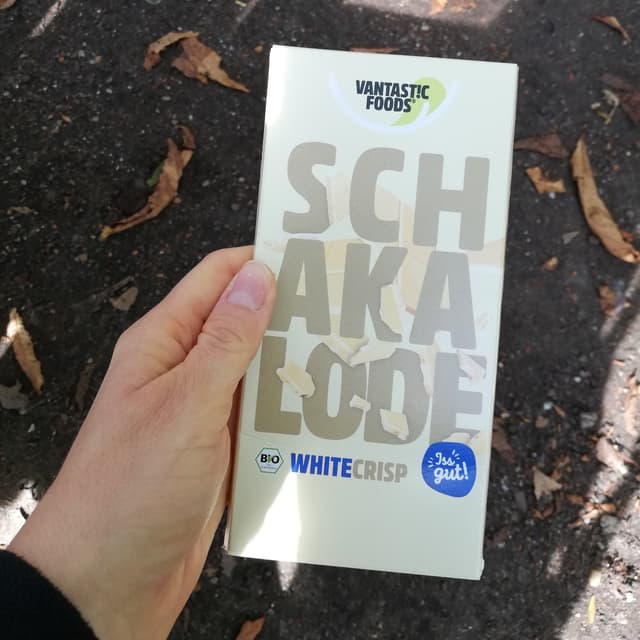 VANTASTIC
FOODS®
SCH
AKA
LODE
BIO
WHITECRISP
Iss
gut!